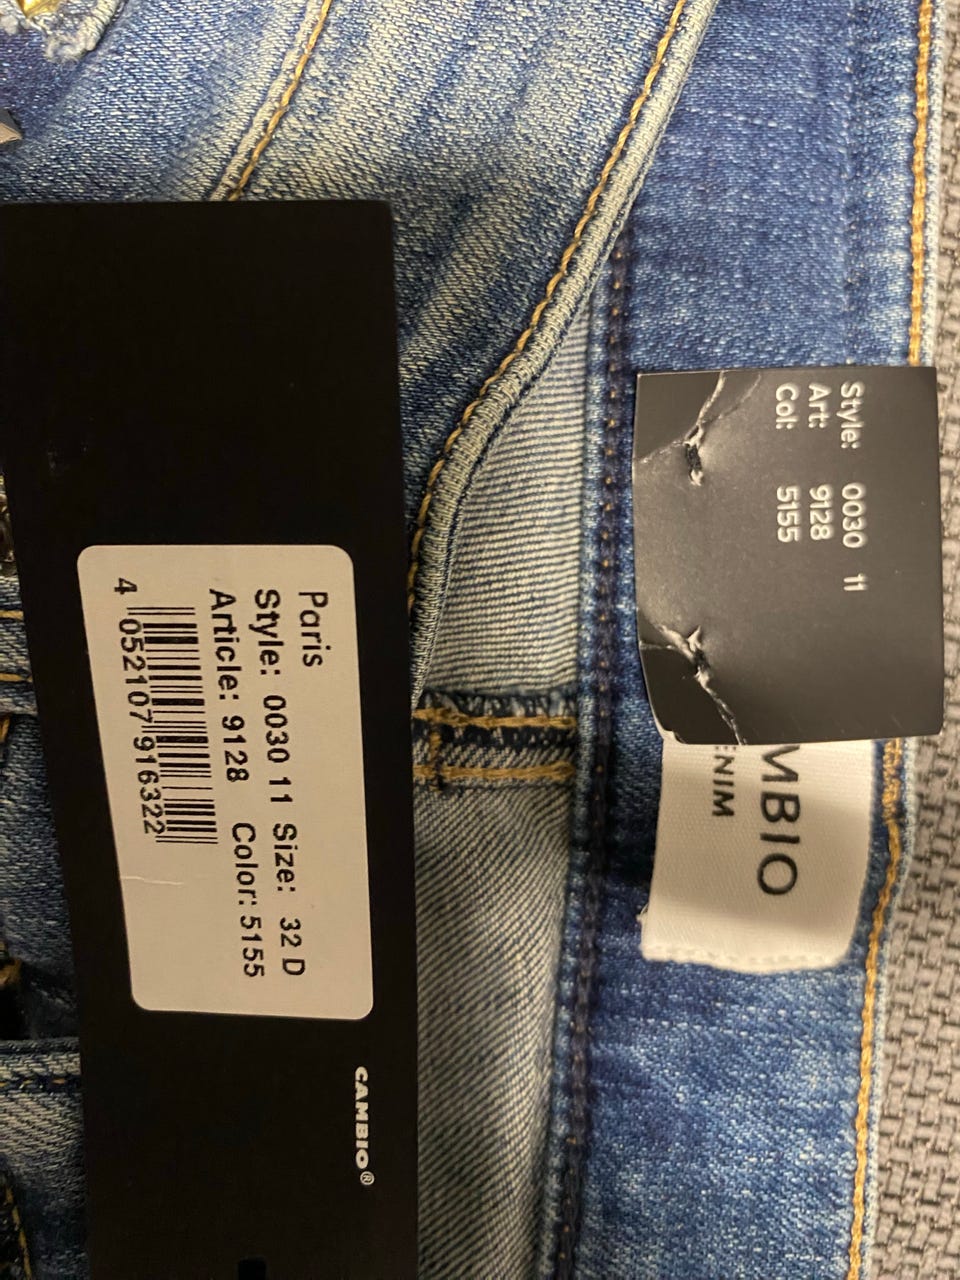 Paris
Style: 0030 11 Size: 32 D
Article: 9128 Color: 5155
4 052107 916322
CAMBIO®
Style: 0030 11
Art: 9128
Col: 5155
MBIO
ENIM